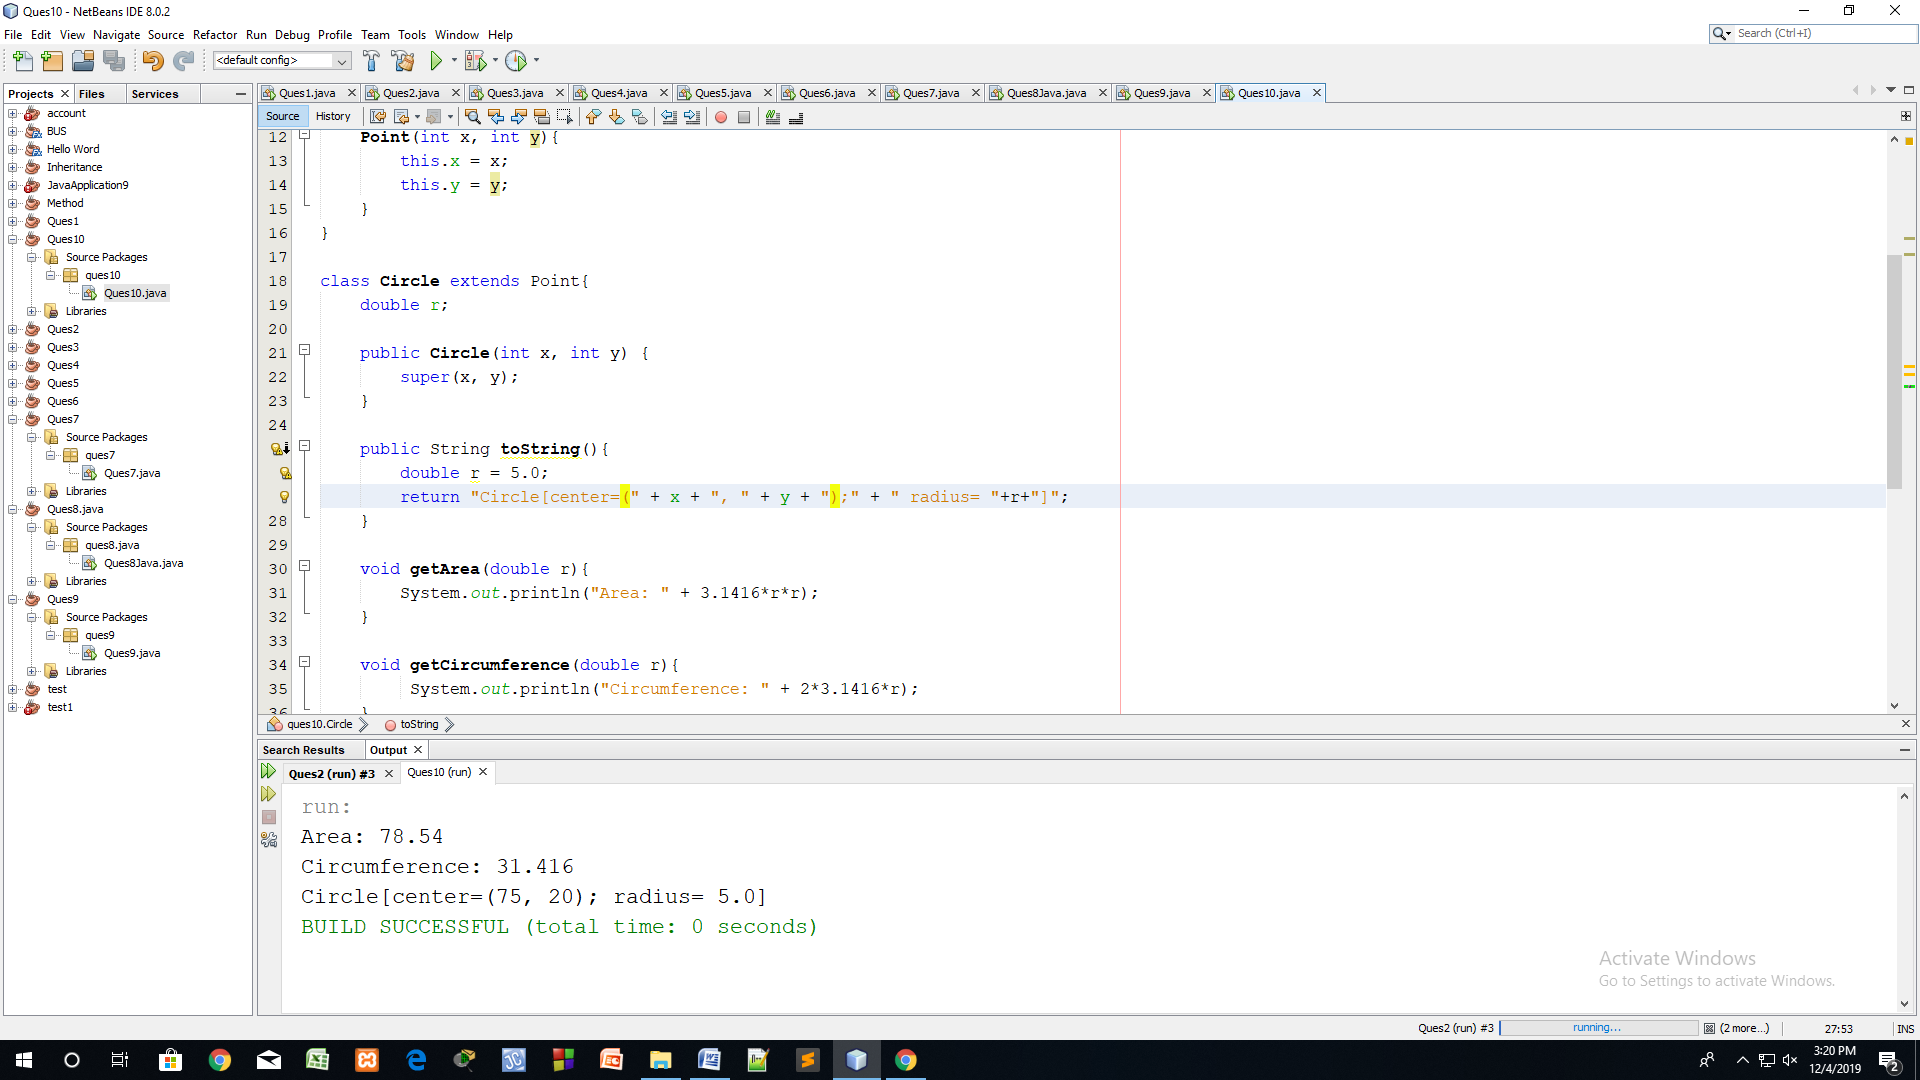 Ques10 - NetBeans IDE 8.0.2
File Edit View Navigate Source Refactor Run Debug Profile Team Tools Window Help
Search (Ctrl+I)
<default config>
Projects Files Services
account
BUS
Hello Word
Inheritance
JavaApplication9
Method
Ques1
Ques10
Source Packages
ques10
Ques10.java
Libraries
Ques2
Ques3
Ques4
Ques5
Ques6
Ques7
Source Packages
ques7
Ques7.java
Libraries
Ques8.java
Source Packages
ques8.java
Ques8Java.java
Libraries
Ques9
Source Packages
ques9
Ques9.java
Libraries
test
test1
Ques1.java Ques2.java Ques3.java Ques4.java Ques5.java Ques6.java Ques7.java Ques8Java.java Ques9.java Ques10.java
Source History
12 Point(int x, int y){
13 this.x = x;
14 this.y = y;
15 }
16 }
17
18 class Circle extends Point{
19 double r;
20
21 public Circle(int x, int y) {
22 super(x, y);
23 }
24
public String toString(){
double r = 5.0;
return "Circle[center=(" + x + ", " + y + ");" + " radius= "+r+"]";
28 }
29
30 void getArea(double r){
31 System.out.println("Area: " + 3.1416*r*r);
32 }
33
34 void getCircumference(double r){
35 System.out.println("Circumference: " + 2*3.1416*r);
36 }
ques10.Circle toString
Search Results Output
Ques2 (run) #3 Ques10 (run)
run:
Area: 78.54
Circumference: 31.416
Circle[center=(75, 20); radius= 5.0]
BUILD SUCCESSFUL (total time: 0 seconds)
Activate Windows
Go to Settings to activate Windows.
Ques2 (run) #3 running... (2 more...) 27:53 INS
3:20 PM
12/4/2019
2